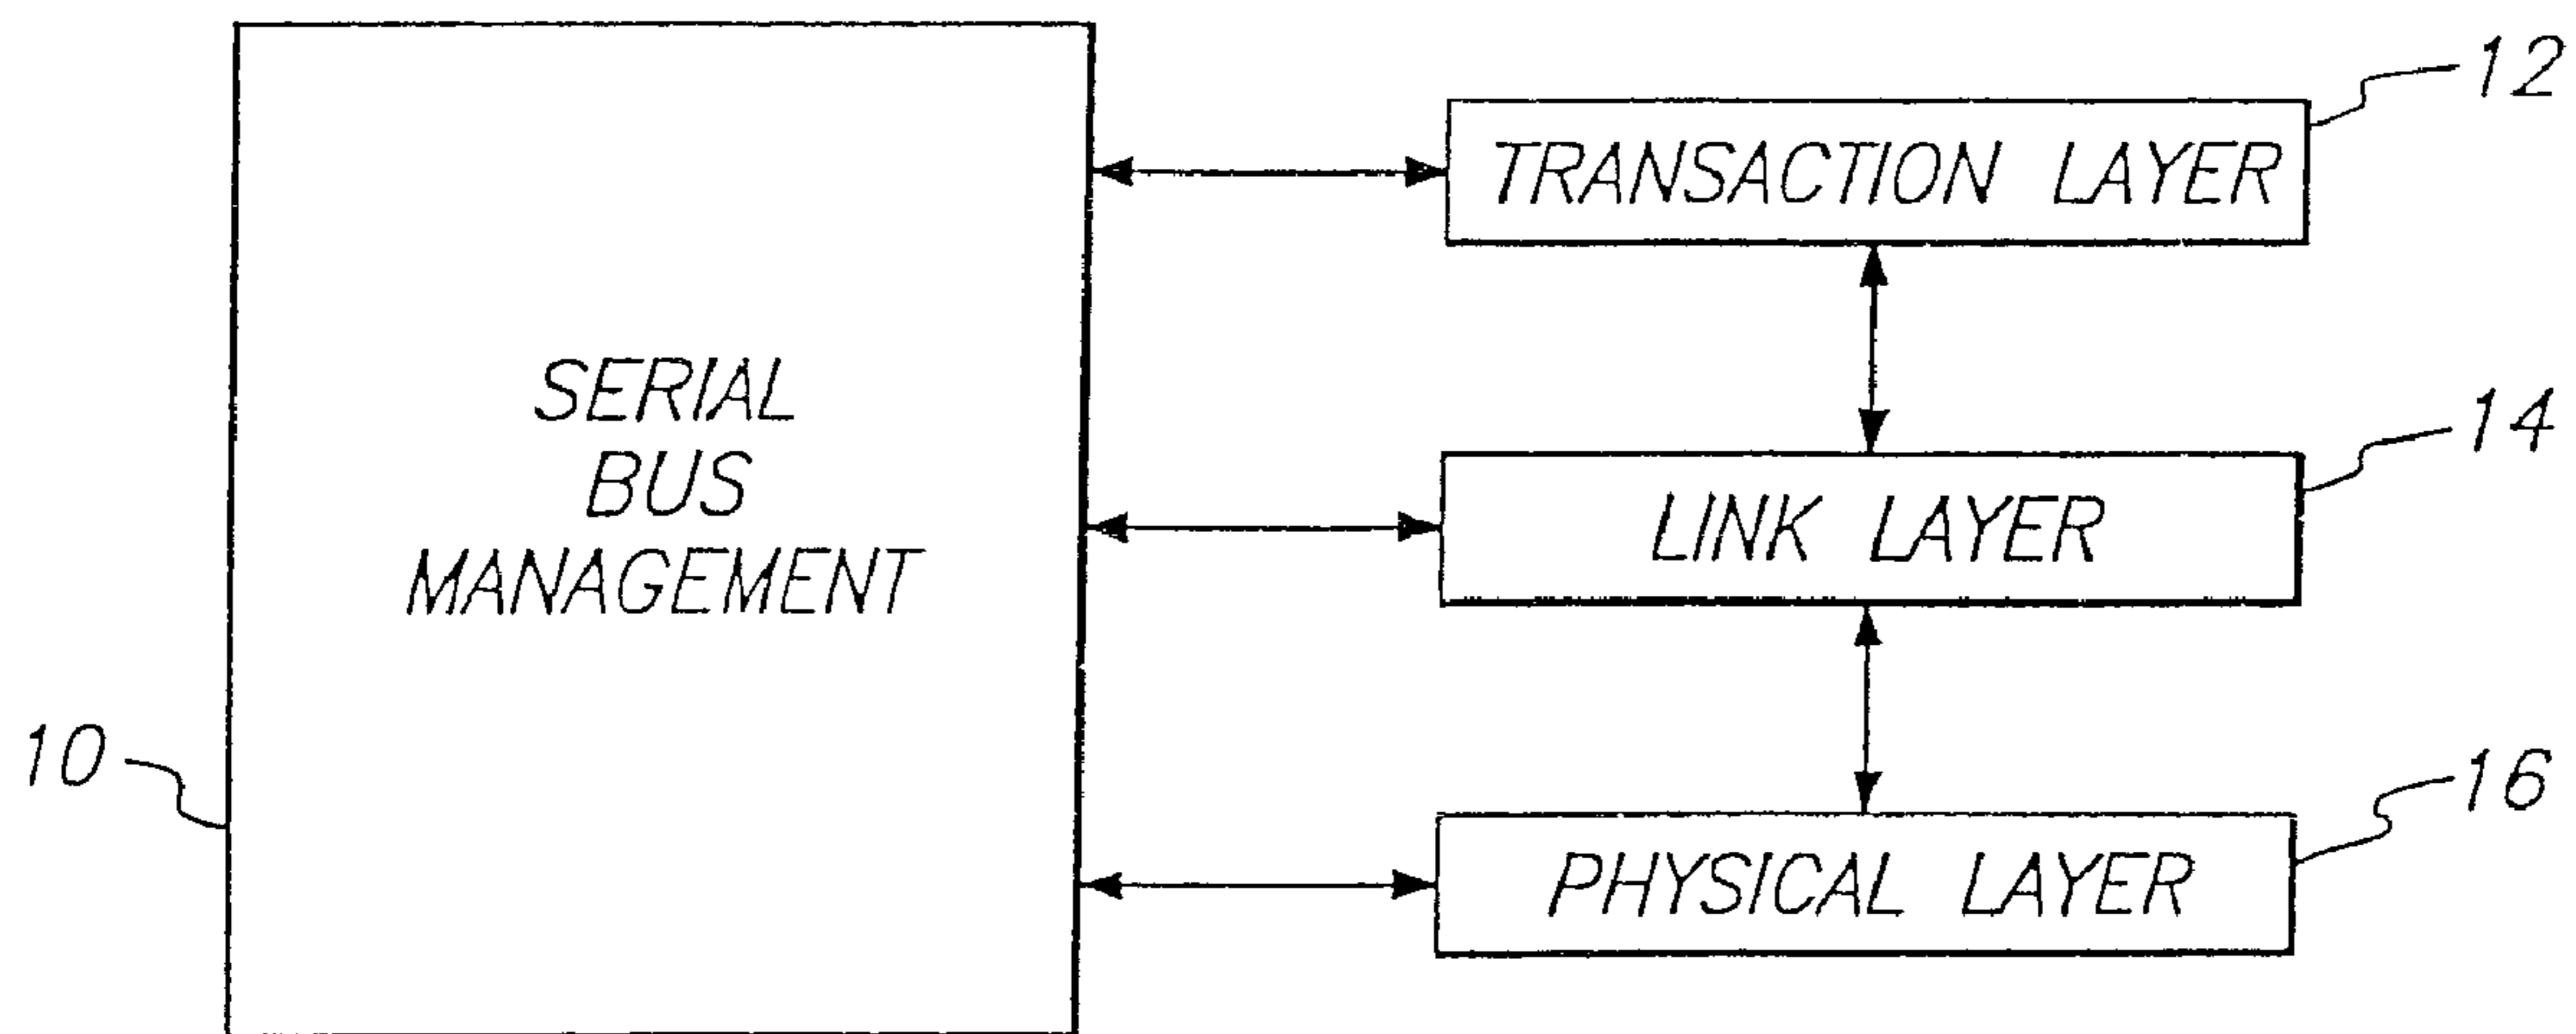 12
TRANSACTION LAYER
SERIAL
BUS
MANAGEMENT
14
LINK LAYER
10
16
PHYSICAL LAYER